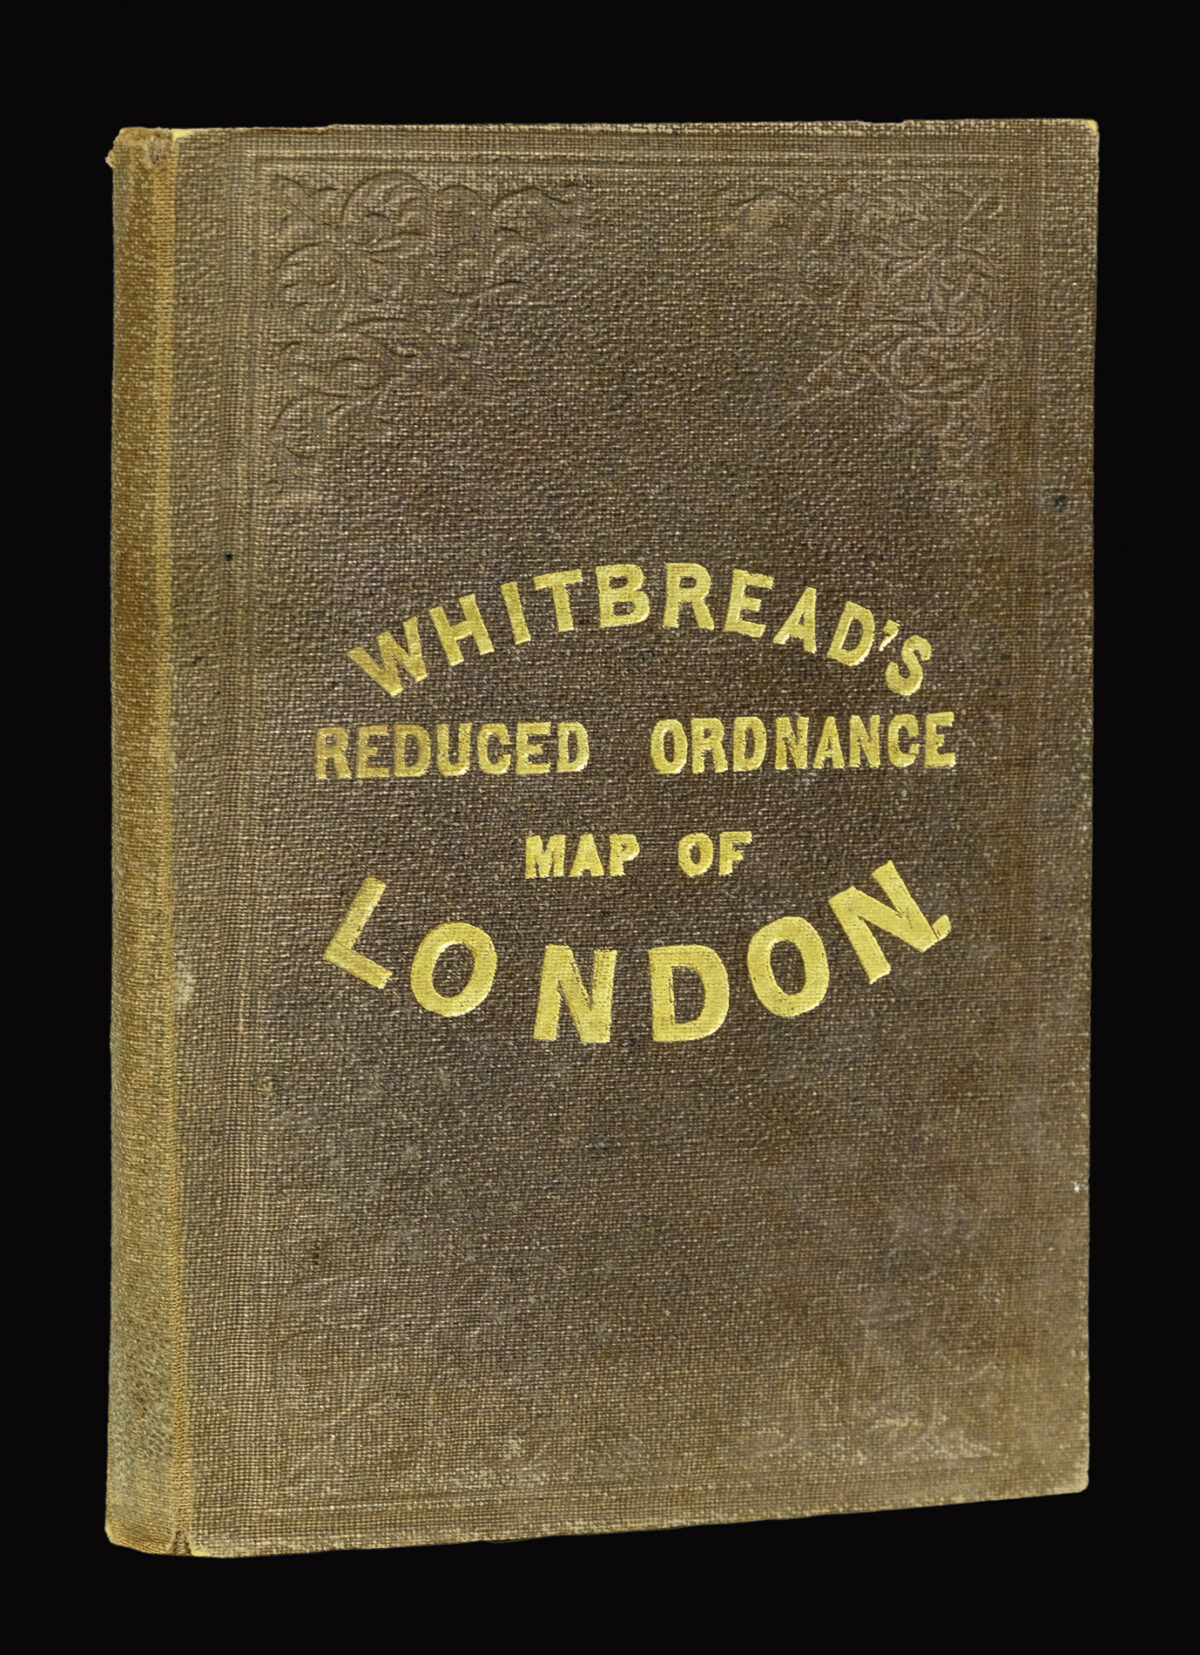 WHITBREAD'S
REDUCED ORDNANCE
MAP OF
LONDON.